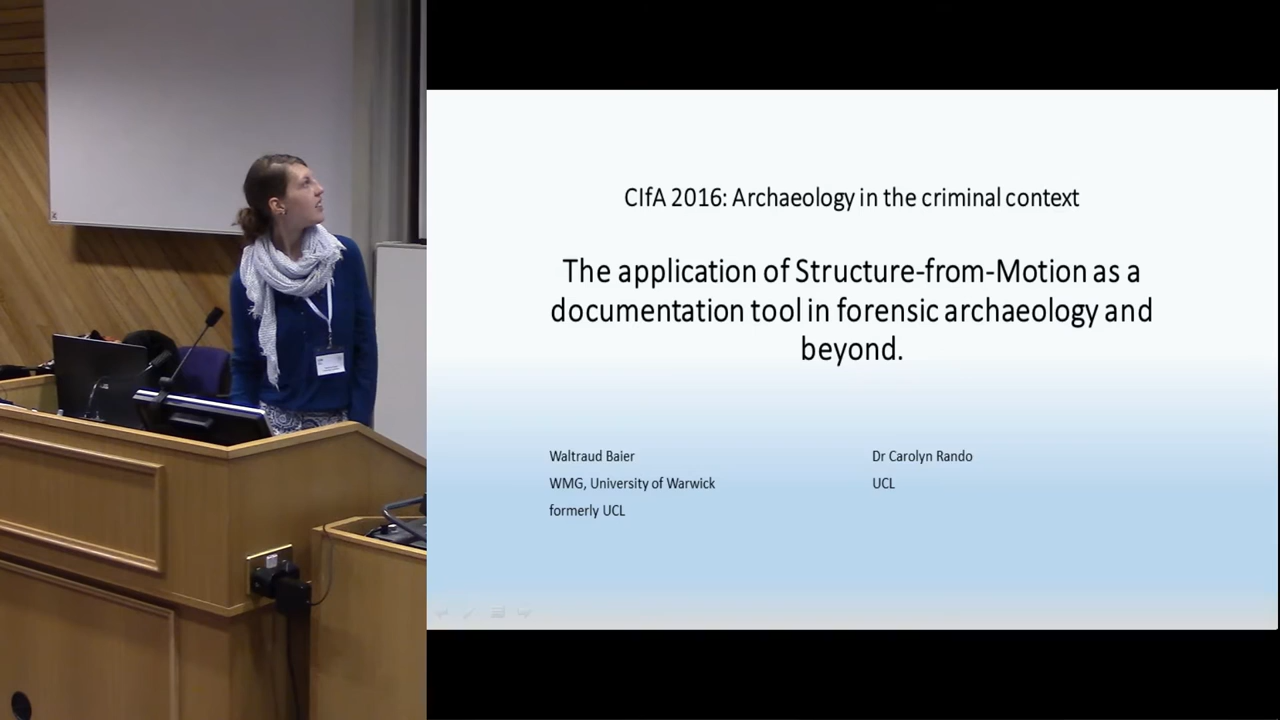 CIfA 2016: Archaeology in the criminal context
The application of Structure-from-Motion as a
documentation tool in forensic archaeology and
beyond.
Waltraud Baier
WMG, University of Warwick
formerly UCL
Dr Carolyn Rando
UCL